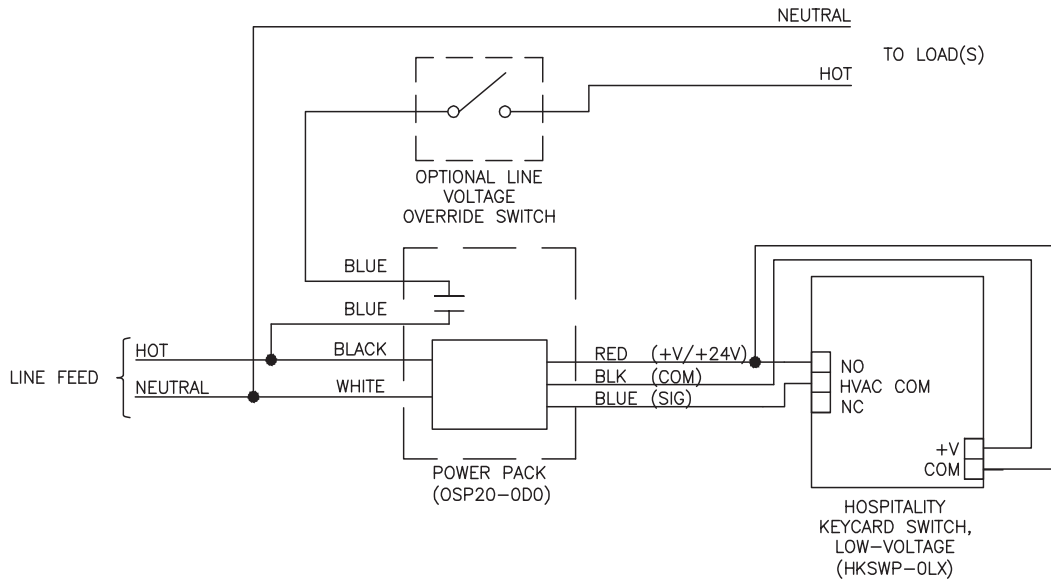 NEUTRAL
TO LOAD(S)
HOT
OPTIONAL LINE
VOLTAGE
OVERRIDE SWITCH
BLUE
BLUE
LINE FEED
HOT
BLACK
NEUTRAL
WHITE
RED (+V/+24V)
BLK (COM)
BLUE (SIG)
NO
HVAC COM
NC
+V
COM
POWER PACK
(OSP20-0D0)
HOSPITALITY
KEYCARD SWITCH,
LOW-VOLTAGE
(HKSWP-0LX)